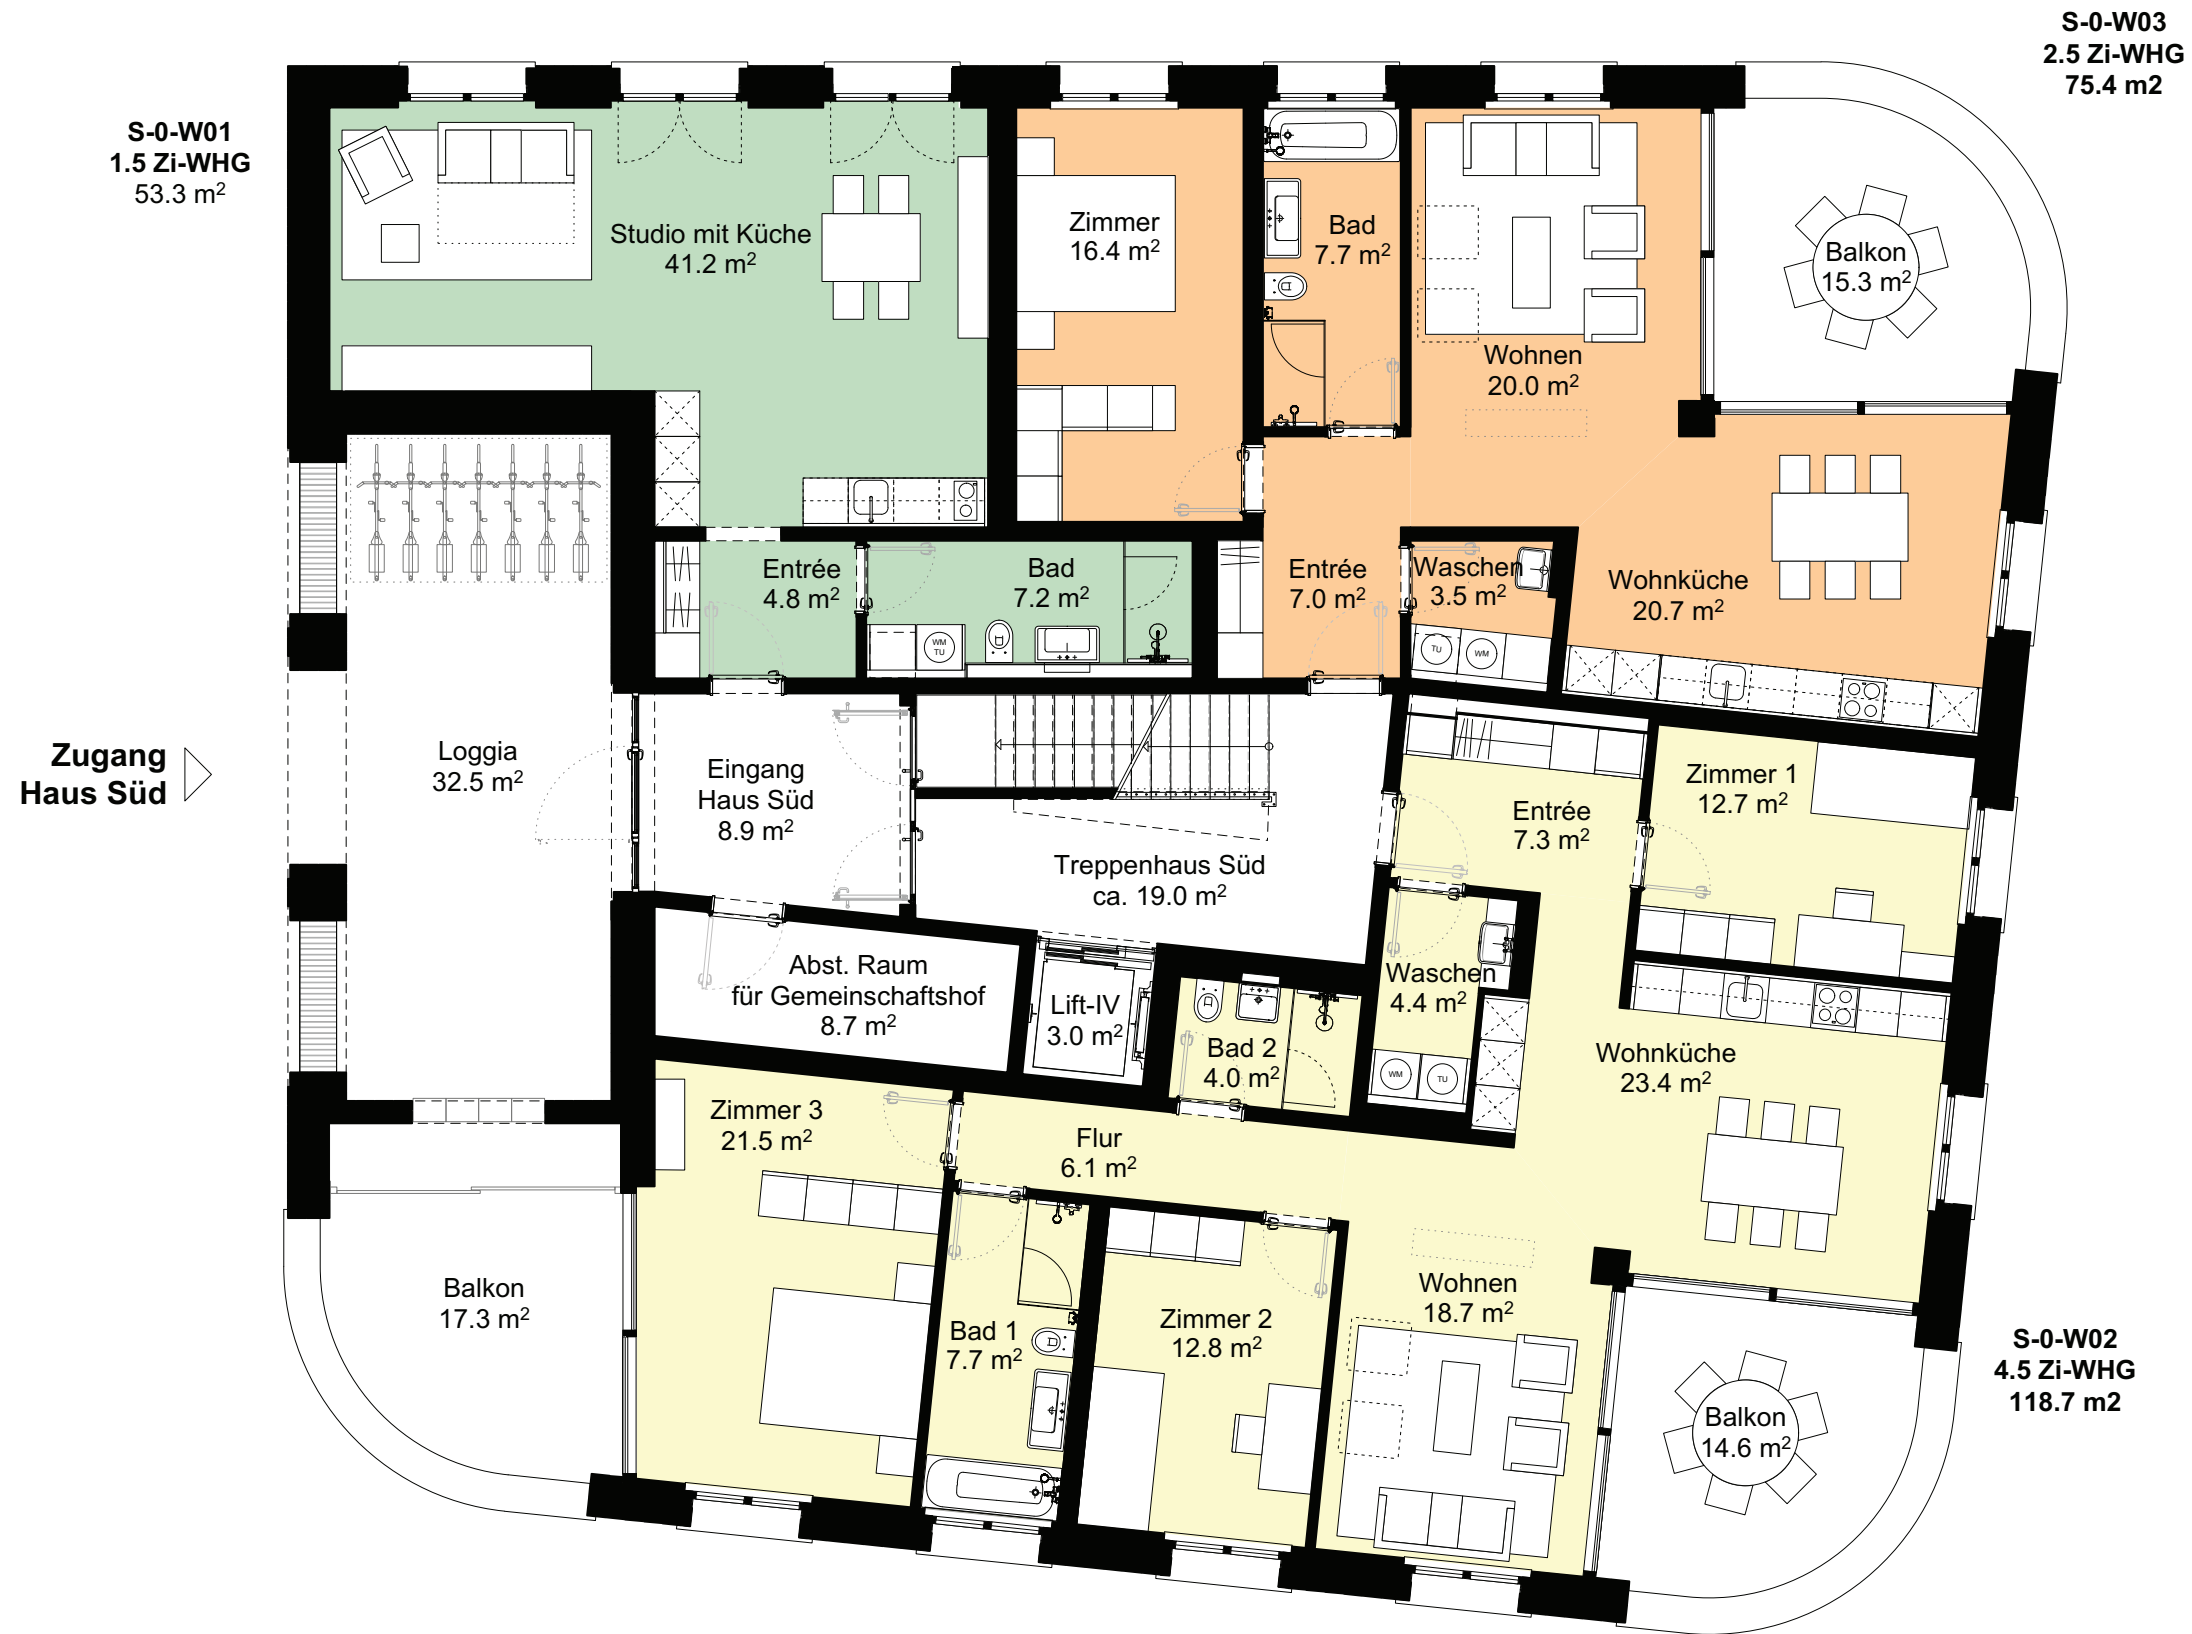 S-0-W03
2.5 Zi-WHG
75.4 m2
S-0-W01
1.5 Zi-WHG
53.3 m²
Studio mit Küche
41.2 m²
Zimmer
16.4 m²
Bad
7.7 m²
Wohnen
20.0 m²
Balkon
15.3 m²
Entrée
4.8 m²
Bad
7.2 m²
WM
TU
Entrée
7.0 m²
Waschen
3.5 m²
TU
WM
Wohnküche
20.7 m²
Zugang
Haus Süd
Loggia
32.5 m²
Eingang
Haus Süd
8.9 m²
Treppenhaus Süd
ca. 19.0 m²
Entrée
7.3 m²
Zimmer 1
12.7 m²
Abst. Raum
für Gemeinschaftshof
8.7 m²
Lift-IV
3.0 m²
Bad 2
4.0 m²
Waschen
4.4 m²
WM
TU
Wohnküche
23.4 m²
Zimmer 3
21.5 m²
Flur
6.1 m²
Balkon
17.3 m²
Bad 1
7.7 m²
Zimmer 2
12.8 m²
Wohnen
18.7 m²
Balkon
14.6 m²
S-0-W02
4.5 Zi-WHG
118.7 m2